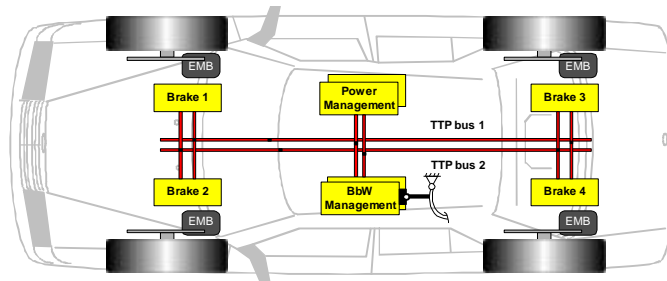 EMB
EMB
Brake 1
Power
Management
Brake 3
TTP bus 1
TTP bus 2
Brake 2
BbW
Management
Brake 4
EMB
EMB